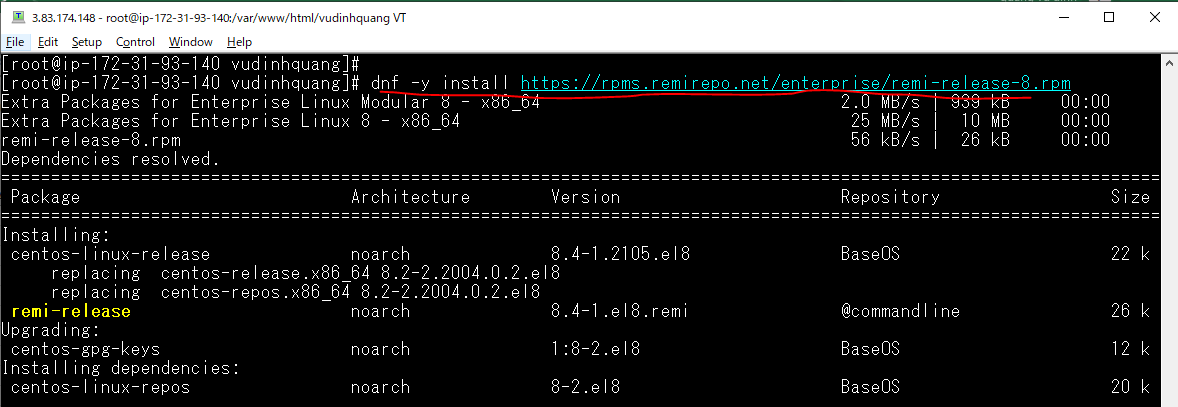 3.83.174.148 - root@ip-172-31-93-140:/var/www/html/vudinhquang VT
File Edit Setup Control Window Help
[root@ip-172-31-93-140 vudinhquang]#
[root@ip-172-31-93-140 vudinhquang]# dnf -y install https://rpms.remirepo.net/enterprise/remi-release-8.rpm
Extra Packages for Enterprise Linux Modular 8 - x86_64 2.0 MB/s | 939 kB 00:00
Extra Packages for Enterprise Linux 8 - x86_64 25 MB/s | 10 MB 00:00
remi-release-8.rpm 56 kB/s | 26 kB 00:00
Dependencies resolved.
================================================================================
Package Architecture Version Repository Size
================================================================================
Installing:
centos-linux-release noarch 8.4-1.2105.el8 BaseOS 22 k
replacing centos-release.x86_64 8.2-2.2004.0.2.el8
replacing centos-repos.x86_64 8.2-2.2004.0.2.el8
remi-release noarch 8.4-1.el8.remi @commandline 26 k
Upgrading:
centos-gpg-keys noarch 1:8-2.el8 BaseOS 12 k
Installing dependencies:
centos-linux-repos noarch 8-2.el8 BaseOS 20 k